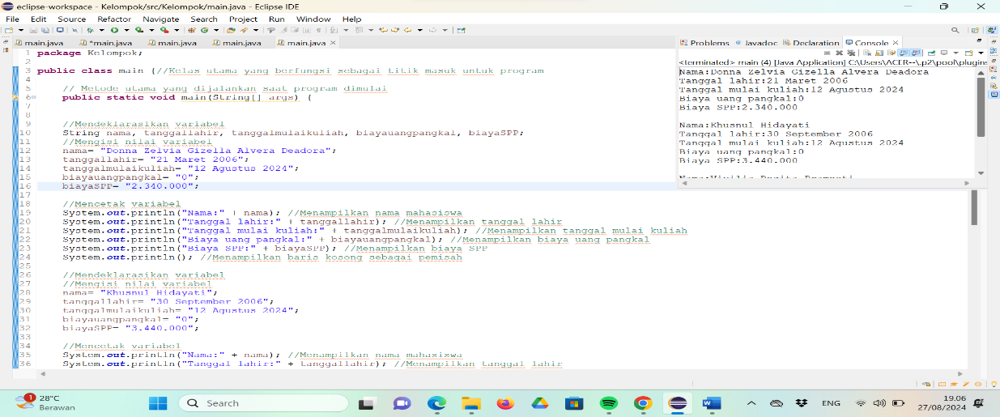 eclipse-workspace - Kelompok/src/Kelompok/main.java - Eclipse IDE
File Edit Source Refactor Navigate Search Project Run Window Help
main.java *main.java main.java main.java main.java
Problems Javadoc Declaration Console
<terminated> main (4) [Java Application] C:\Users\ACER--\.p2\pool\plugins
1 package Kelompok;
2
3 public class main {//Kelas utama yang berfungsi sebagai titik masuk untuk program
4
5 // Metode utama yang dijalankan saat program dimulai
6 public static void main(String[] args) {
7
8
9 //Mendeklarasikan variabel
10 String nama, tanggallahir, tanggalmulaikuliah, biayauangpangkal, biayaSPP;
11 //Mengisi nilai variabel
12 nama= "Donna Zelvia Gizella Alvera Deadora";
13 tanggallahir= "21 Maret 2006";
14 tanggalmulaikuliah= "12 Agustus 2024";
15 biayauangpangkal= "0";
16 biayaSPP= "2.340.000";
17
18 //Mencetak variabel
19 System.out.println("Nama:" + nama); //Menampilkan nama mahasiswa
20 System.out.println("Tanggal lahir:" + tanggallahir); //Menampilkan tanggal lahir
21 System.out.println("Tanggal mulai kuliah:" + tanggalmulaikuliah); //Menampilkan tanggal mulai kuliah
22 System.out.println("Biaya uang pangkal:" + biayauangpangkal); //Menampilkan biaya uang pangkal
23 System.out.println("Biaya SPP:" + biayaSPP); //Menampilkan biaya SPP
24 System.out.println(); //Menampilkan baris kosong sebagai pemisah
25
26 //Mendeklarasikan variabel
27 //Mengisi nilai variabel
28 nama= "Khusnul Hidayati";
29 tanggallahir= "30 September 2006";
30 tanggalmulaikuliah= "12 Agustus 2024";
31 biayauangpangkal= "0";
32 biayaSPP= "3.440.000";
33
34 //Mencetak variabel
35 System.out.println("Nama:" + nama); //Menampilkan nama mahasiswa
36 System.out.println("Tanggal lahir:" + tanggallahir); //Menampilkan tanggal lahir
Nama:Donna Zelvia Gizella Alvera Deadora
Tanggal lahir:21 Maret 2006
Tanggal mulai kuliah:12 Agustus 2024
Biaya uang pangkal:0
Biaya SPP:2.340.000
Nama:Khusnul Hidayati
Tanggal lahir:30 September 2006
Tanggal mulai kuliah:12 Agustus 2024
Biaya uang pangkal:0
Biaya SPP:3.440.000
1
28°C
Berawan
Search
ENG
19.06
27/08/2024